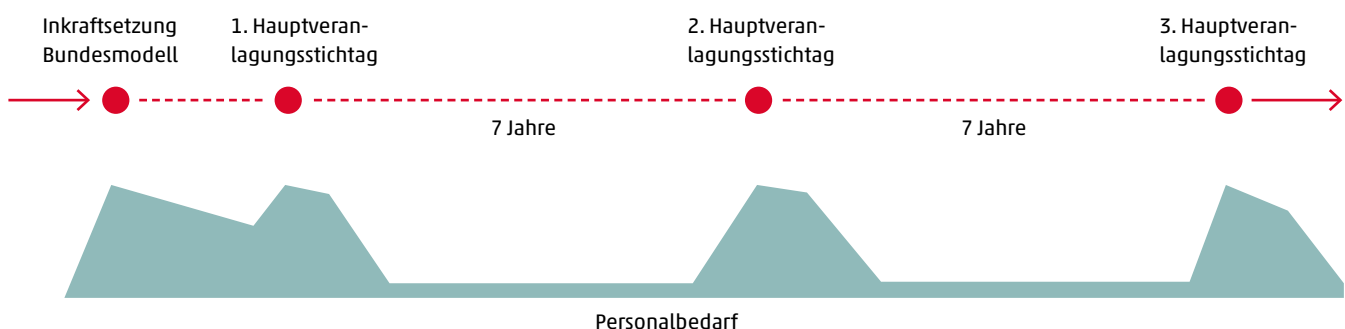 Inkraftsetzung
Bundesmodell
1. Hauptveran-
lagungsstichtag
2. Hauptveran-
lagungsstichtag
3. Hauptveran-
lagungsstichtag
7 Jahre
7 Jahre
Personalbedarf